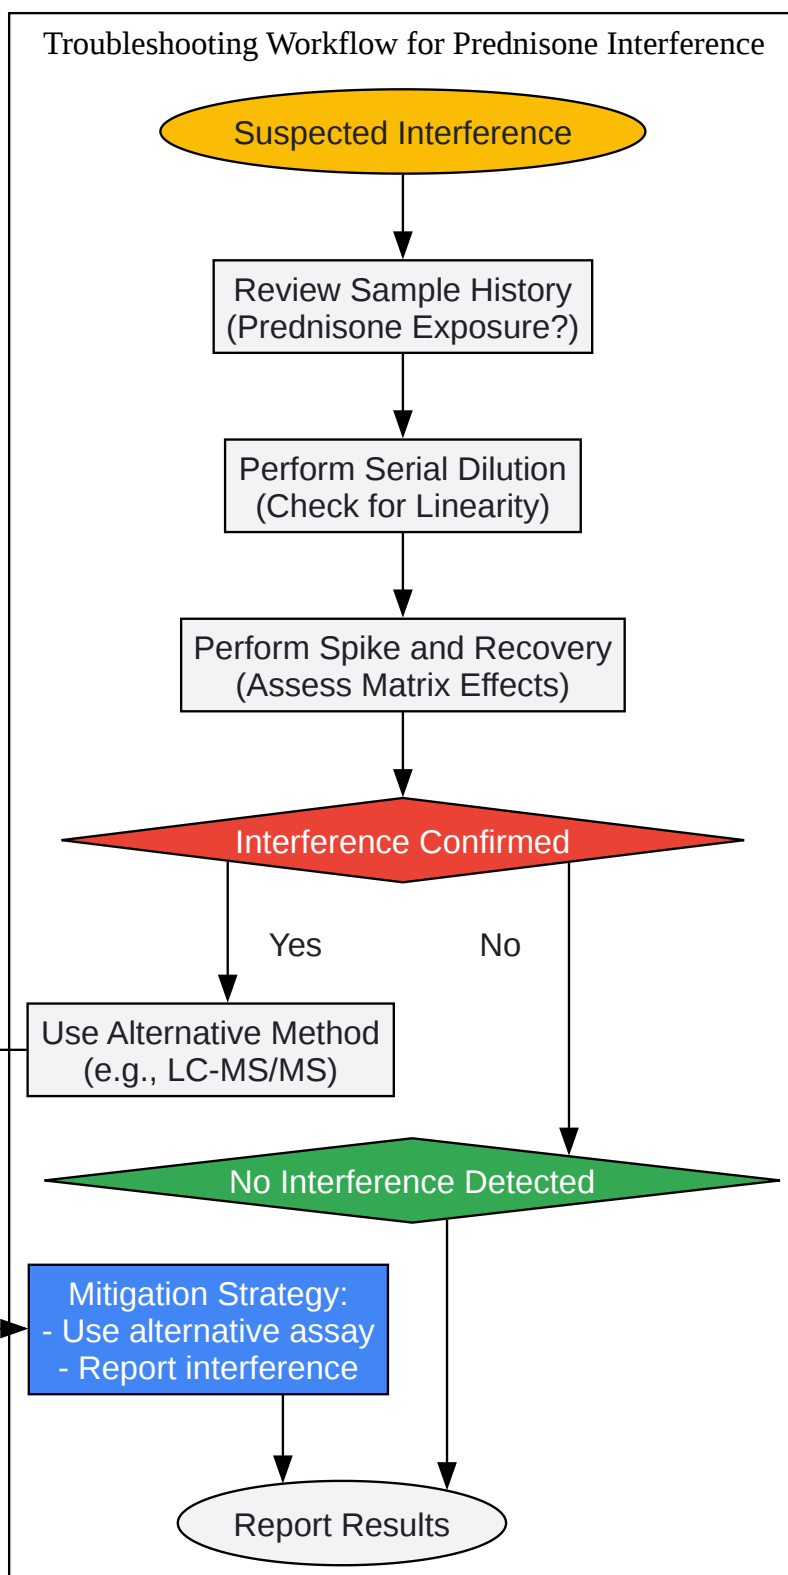 Troubleshooting Workflow for Prednisone Interference
Suspected Interference
Review Sample History
(Prednisone Exposure?)
Perform Serial Dilution
(Check for Linearity)
Perform Spike and Recovery
(Assess Matrix Effects)
Interference Confirmed
Yes
No
Use Alternative Method
(e.g., LC-MS/MS)
No Interference Detected
Mitigation Strategy:
- Use alternative assay
- Report interference
Report Results